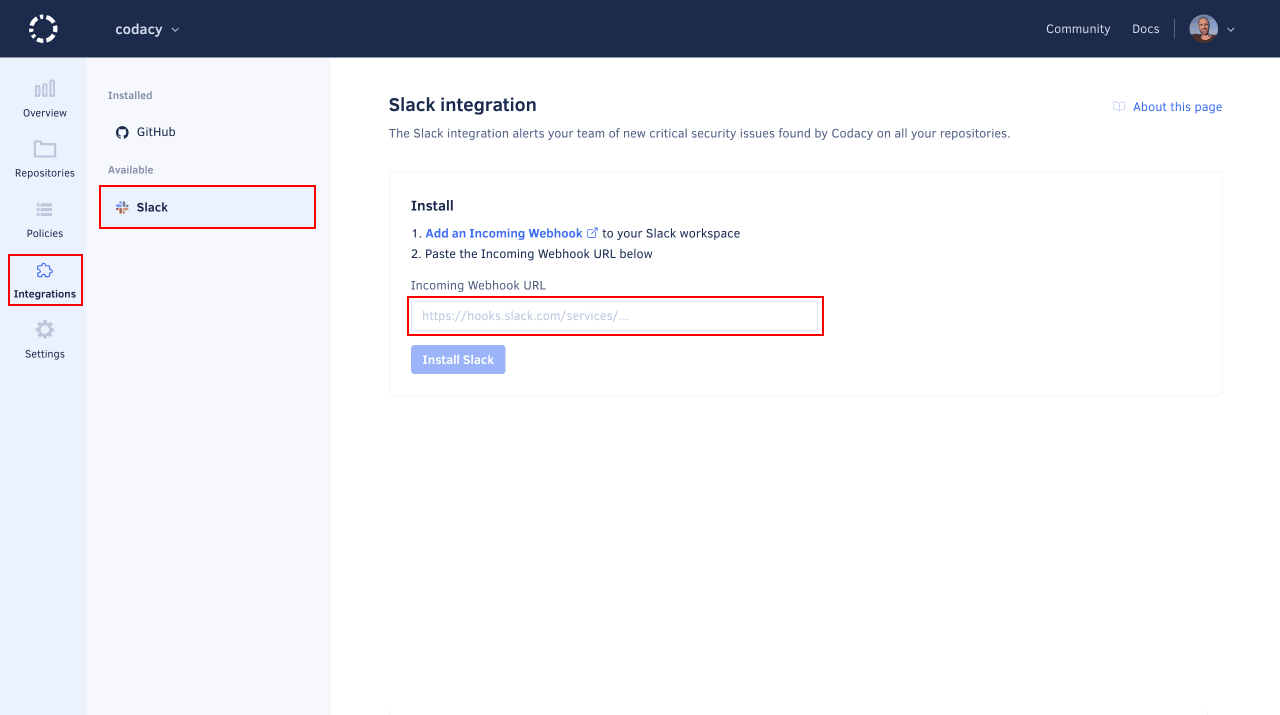 codacy
Community
Docs
Overview
Repositories
Policies
Integrations
Settings
Installed
GitHub
Available
Slack
Slack integration
About this page
The Slack integration alerts your team of new critical security issues found by Codacy on all your repositories.
Install
1. Add an Incoming Webhook to your Slack workspace
2. Paste the Incoming Webhook URL below
Incoming Webhook URL
https://hooks.slack.com/services/...
Install Slack